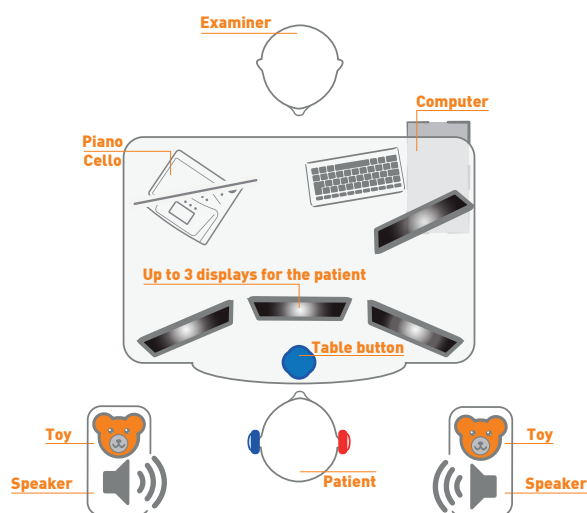 Examiner
Computer
Piano
Cello
Up to 3 displays for the patient
Table button
Toy
Toy
Speaker
Patient
Speaker